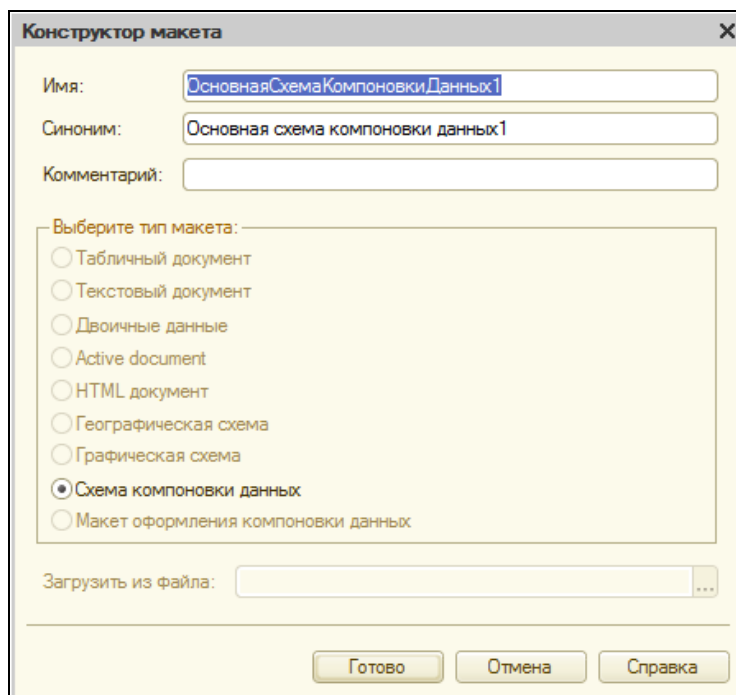 Конструктор макета
Имя: ОсновнаяСхемаКомпоновкиДанных1
Синоним: Основная схема компоновки данных1
Комментарий:
Выберите тип макета:
Табличный документ
Текстовый документ
Двоичные данные
Active document
HTML документ
Географическая схема
Графическая схема
Схема компоновки данных
Макет оформления компоновки данных
Загрузить из файла: ...
Готово Отмена Справка